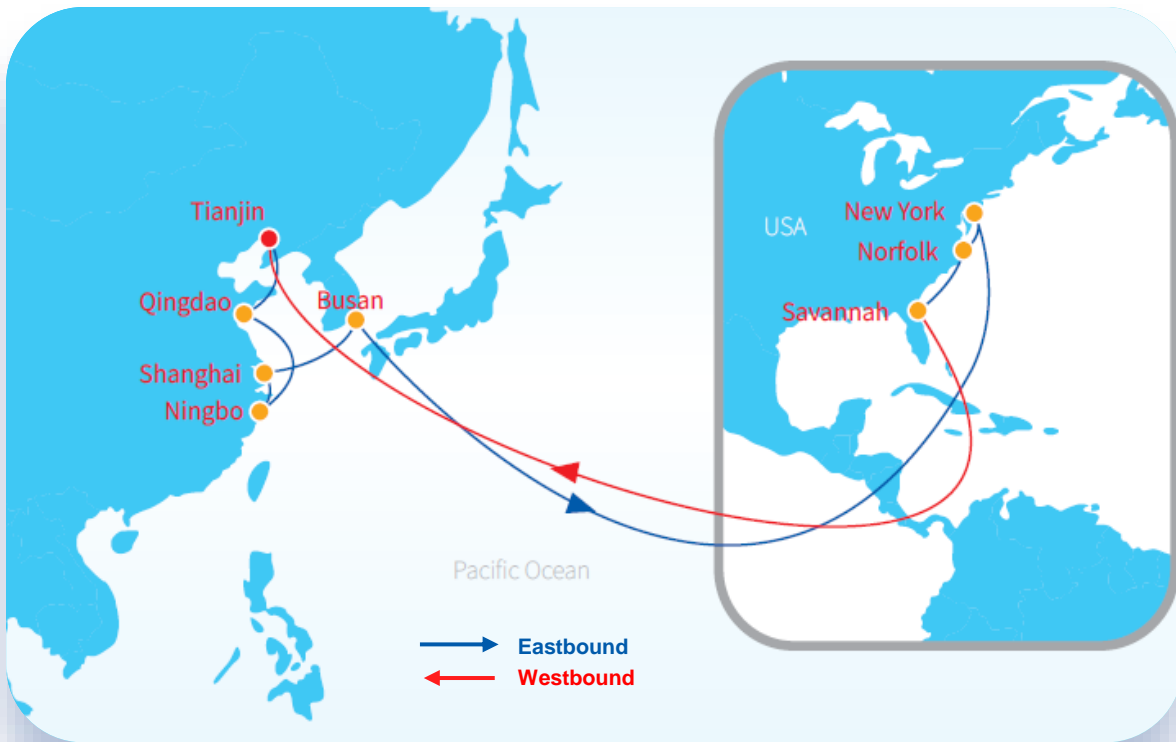 Tianjin
Qingdao
Busan
Shanghai
Ningbo
New York
USA
Norfolk
Savannah
Pacific Ocean
Eastbound
Westbound